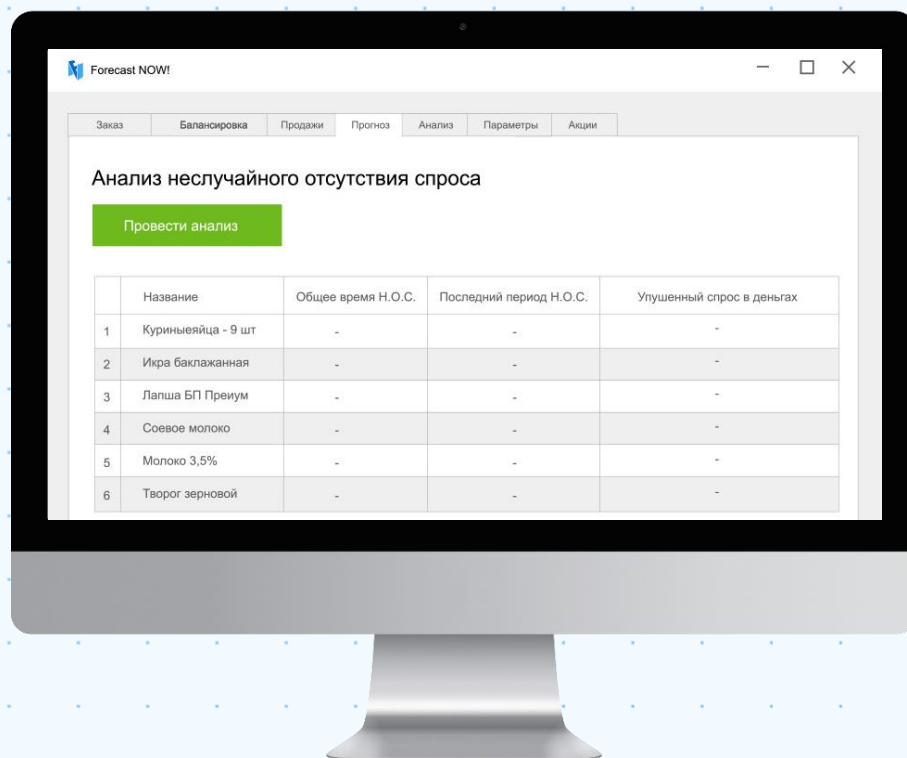 Forecast NOW!
Заказ Балансировка Продажи Прогноз Анализ Параметры Акции
Анализ неслучайного отсутствия спроса
Провести анализ
Название Общее время Н.О.С. Последний период Н.О.С. Упушенный спрос в деньгах
1 Куриныеяйца - 9 шт - - -
2 Икра баклажанная - - -
3 Лапша БП Преиум - - -
4 Соевое молоко - - -
5 Молоко 3,5% - - -
6 Творог зерновой - - -